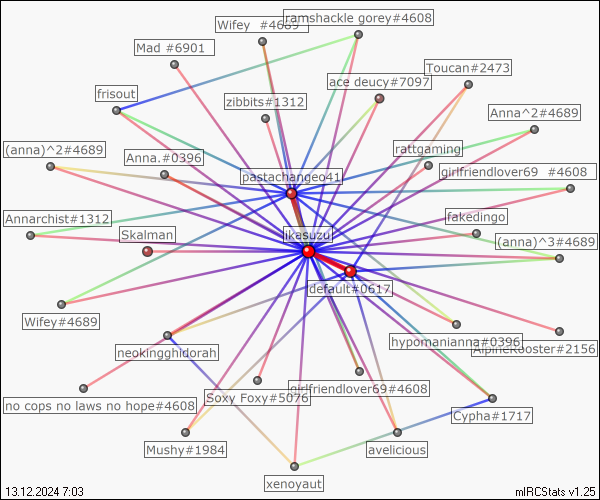 Wifey #4689
ramshackle gorey#4608
Mad #6901
ace deucy#7097
Toucan#2473
frisout
zibbits#1312
Anna^2#4689
(anna)^2#4689
Anna.#0396
rattgaming
pastachangeo41
girlfriendlover69 #4608
Annarchist#1312
fakedingo
Skalman
ikasuzu
(anna)^3#4689
default#0617
Wifey#4689
hypomanianna#0396
AlpineRooster#2156
neokingghidorah
girlfriendlover69#4608
Soxy Foxy#5076
no cops no laws no hope#4608
Cypha#1717
Mushy#1984
avelicious
xenoyaut
13.12.2024 7:03
mIRCStats v1.25